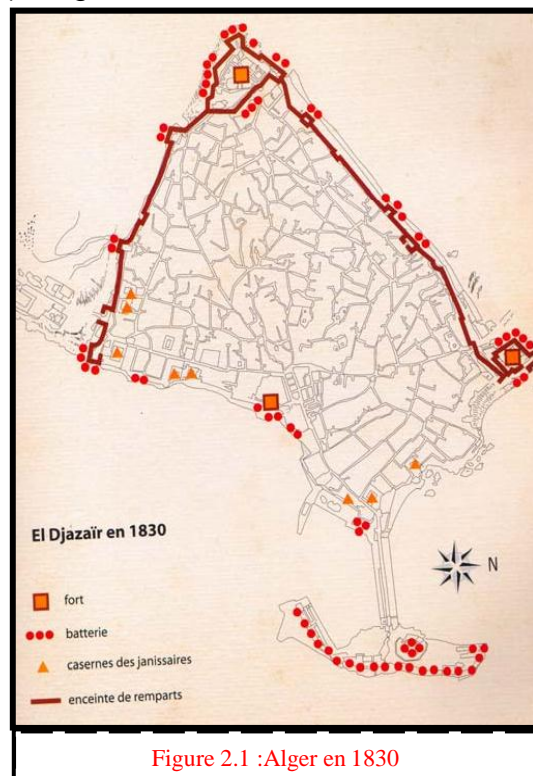 El Djazaïr en 1830
N
fort
batterie
casernes des janissaires
enceinte de remparts
Figure 2.1 :Alger en 1830